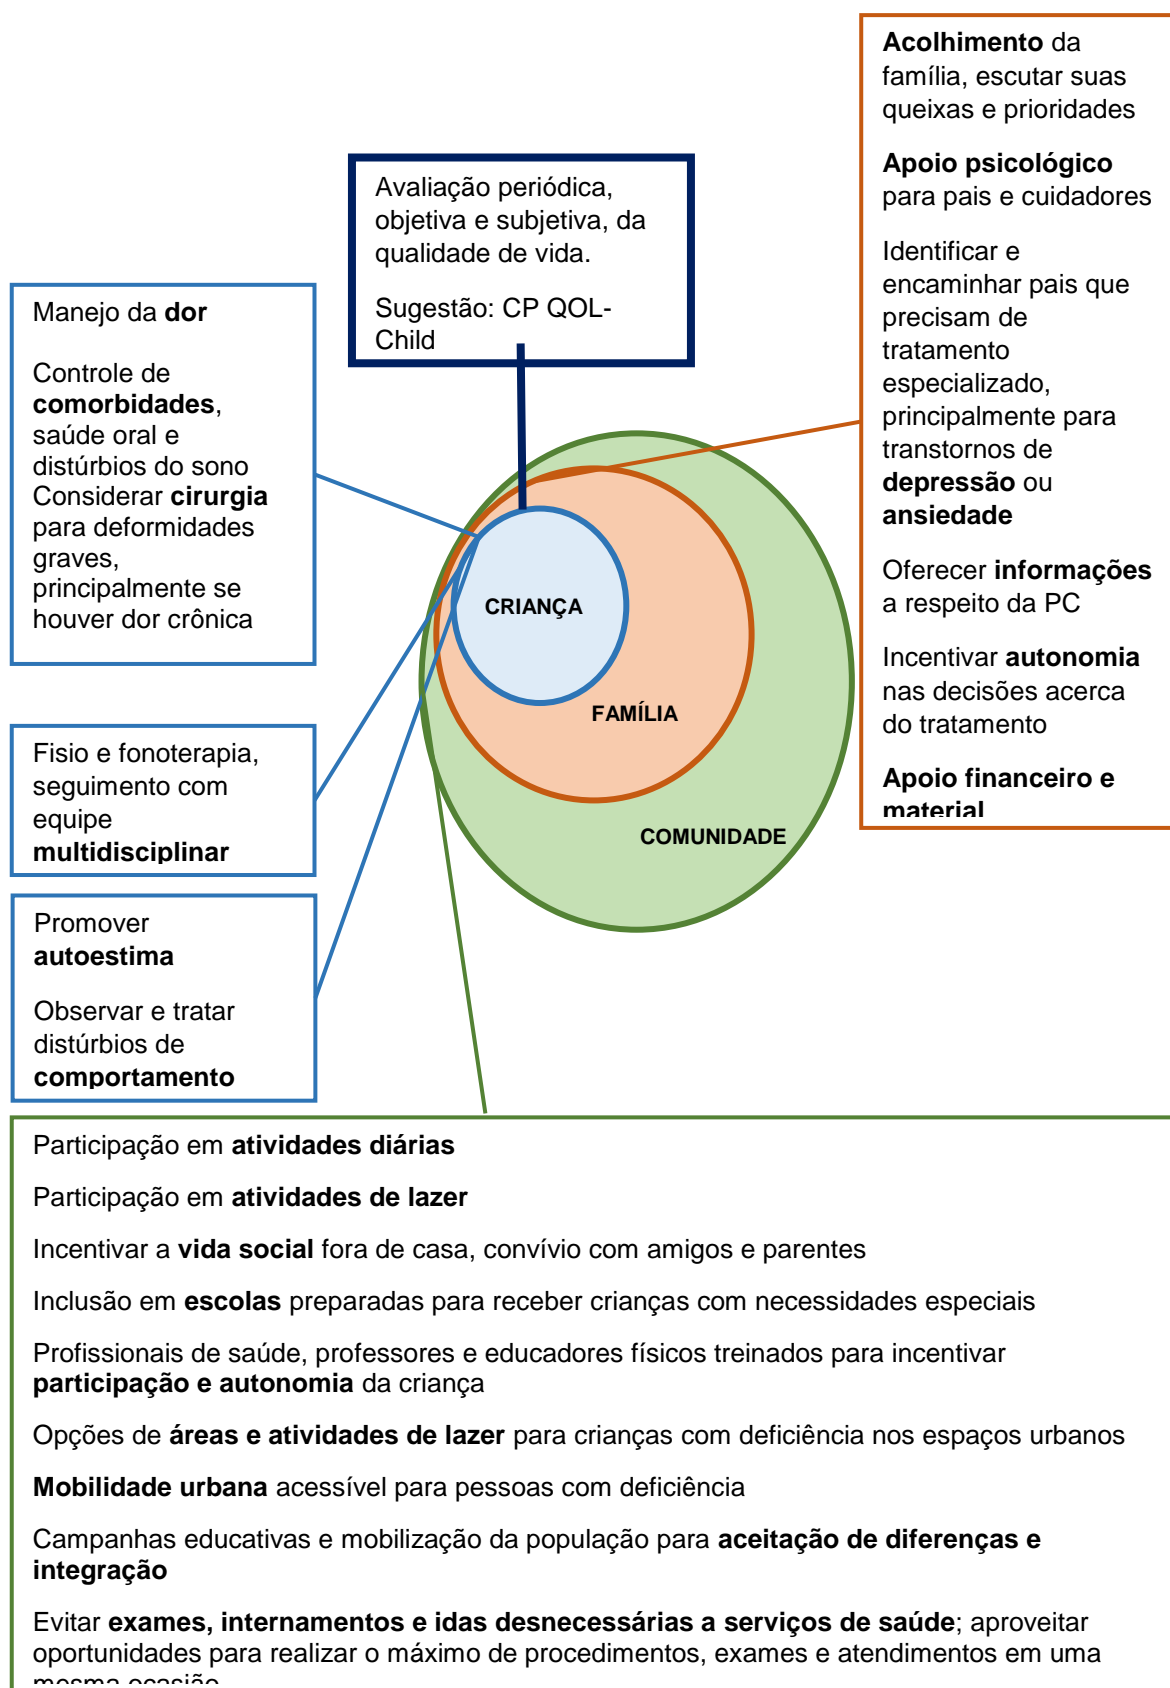 Acolhimento da
família, escutar suas
queixas e prioridades
Apoio psicológico
para pais e cuidadores
Identificar e
encaminhar pais que
precisam de
tratamento
especializado,
principalmente para
transtornos de
depressão ou
ansiedade
Oferecer informações
a respeito da PC
Incentivar autonomia
nas decisões acerca
do tratamento
Apoio financeiro e
material
Avaliação periódica,
objetiva e subjetiva, da
qualidade de vida.
Sugestão: CP QOL-
Child
Manejo da dor
Controle de
comorbidades,
saúde oral e
distúrbios do sono
Considerar cirurgia
para deformidades
graves,
principalmente se
houver dor crônica
CRIANÇA
FAMÍLIA
COMUNIDADE
Fisio e fonoterapia,
seguimento com
equipe
multidisciplinar
Promover
autoestima
Observar e tratar
distúrbios de
comportamento
Participação em atividades diárias
Participação em atividades de lazer
Incentivar a vida social fora de casa, convívio com amigos e parentes
Inclusão em escolas preparadas para receber crianças com necessidades especiais
Profissionais de saúde, professores e educadores físicos treinados para incentivar
participação e autonomia da criança
Opções de áreas e atividades de lazer para crianças com deficiência nos espaços urbanos
Mobilidade urbana acessível para pessoas com deficiência
Campanhas educativas e mobilização da população para aceitação de diferenças e
integração
Evitar exames, internamentos e idas desnecessárias a serviços de saúde; aproveitar
oportunidades para realizar o máximo de procedimentos, exames e atendimentos em uma
mesma ocasião